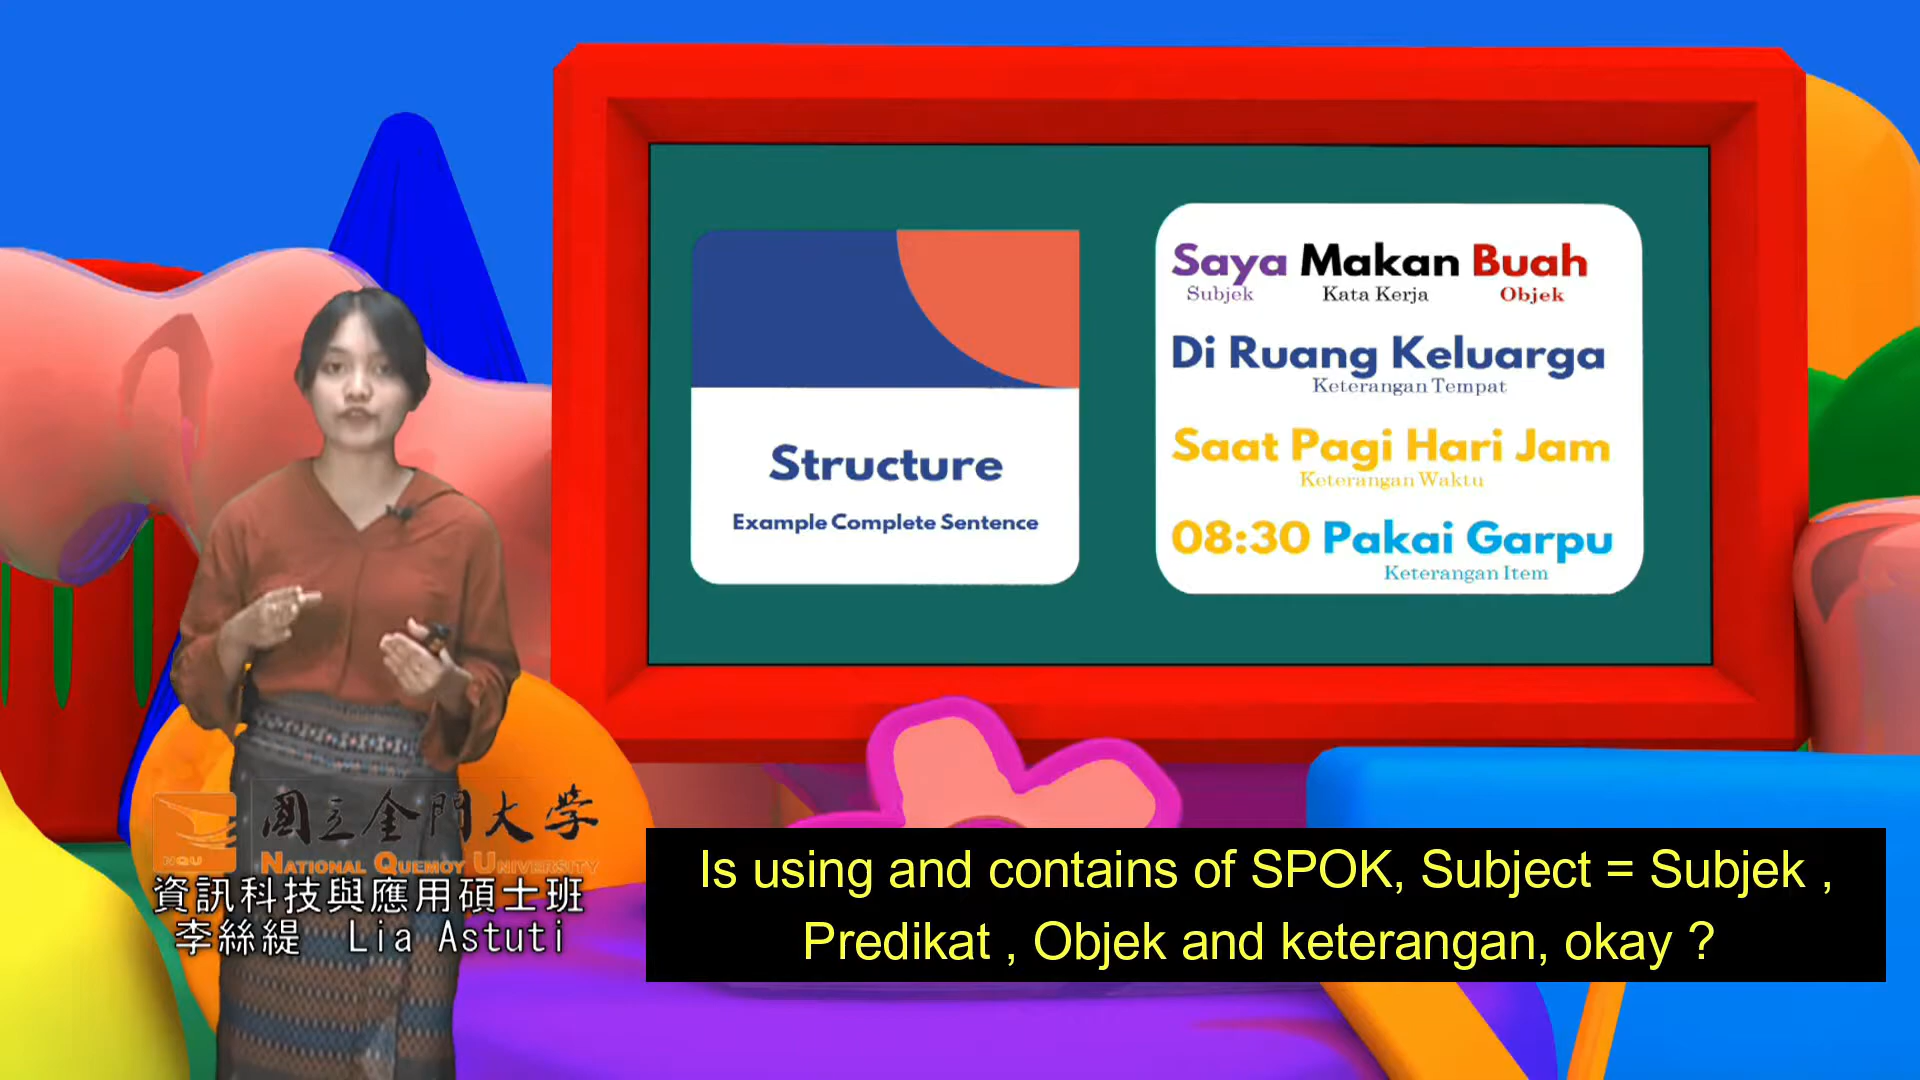 Saya Makan Buah
Subjek Kata Kerja Objek
Di Ruang Keluarga
Keterangan Tempat
Saat Pagi Hari Jam
Keterangan Waktu
08:30 Pakai Garpu
Keterangan Item
Structure
Example Complete Sentence
國立金門大學
NQU
NATIONAL QUEMOY UNIVERSITY
資訊科技與應用碩士班
李絲緹 Lia Astuti
Is using and contains of SPOK, Subject = Subjek ,
Predikat , Objek and keterangan, okay ?